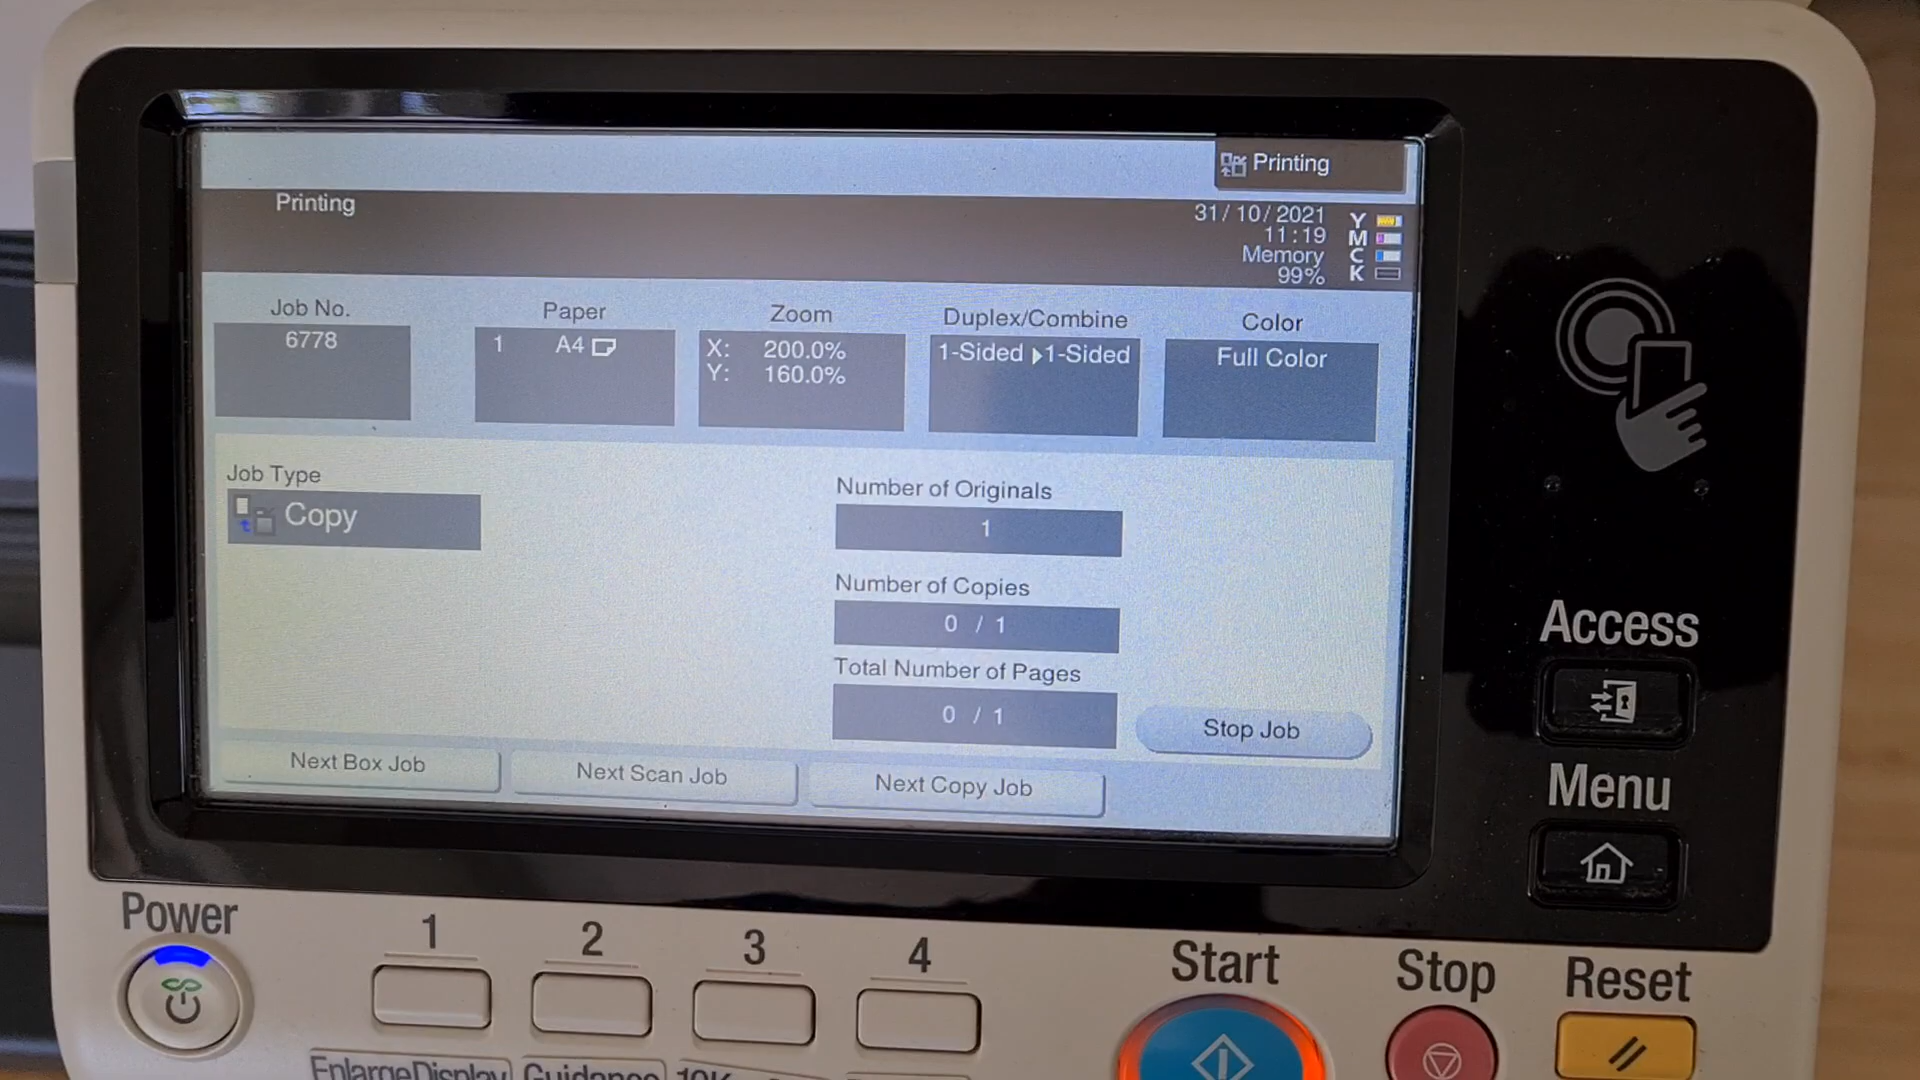 Printing
Printing
31/10/2021
11:19
Memory
99%
Y
M
C
K
Job No.
6778
Paper
1 A4
Zoom
X: 200.0%
Y: 160.0%
Duplex/Combine
1-Sided ▶1-Sided
Color
Full Color
Job Type
Copy
Number of Originals
1
Number of Copies
0 / 1
Total Number of Pages
0 / 1
Stop Job
Next Box Job
Next Scan Job
Next Copy Job
Access
Menu
Power
1
2
3
4
Start
Stop
Reset
Enlarge Display
Guidance